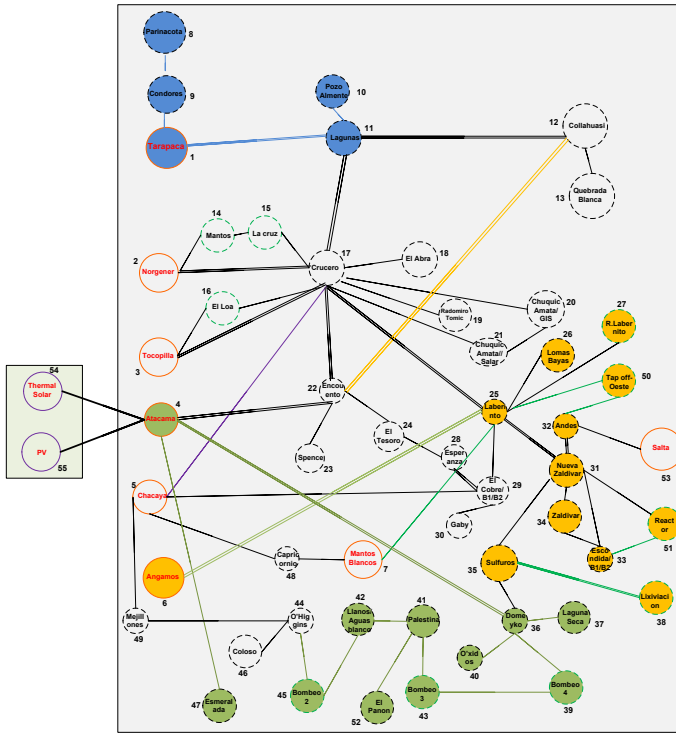 Parinacota
8
Condores
9
Pozo
Almente
10
Tarapaca
1
Lagunas
11
12
Collahuasi
Quebrada
Blanca
13
14
Mantos
15
La cruz
2
Norgener
17
Crucero
El Abra
18
16
El Loa
Radomiro
Tomic
19
Chuquic
Amata/
GIS
20
21
Chuquic
Amata//
Salar
27
R.Laber
nito
26
Lomas
Bayas
Tocopilla
3
54
Thermal
Solar
PV
55
4
Atacama
22
Encou
ento
El
Tesoro
24
Spence
23
25
Laber
nto
Tap off-
Oeste
50
32
Andes
Salta
53
28
Esper
anza
El
Cobre/
B1/B2
29
Gaby
30
Nueva
Zaldivar
31
Zaldivar
34
Esco
ndida/
B1/B2
33
React
or
51
5
Chacaya
Angamos
6
Capric
ornio
48
Mantos
Blancos
7
35
Sulfuros
Lixiviaci
on
38
Mejill
ones
49
44
O'Hig
gins
Coloso
46
42
Llanos/
Aguas
blanco
41
/Palestina
Dome
yko
36
Laguna
Seca
37
O'xid
os
40
47
Esmer
alada
45
Bombeo
2
El
Panon
52
Bombeo
3
43
Bombeo
4
39